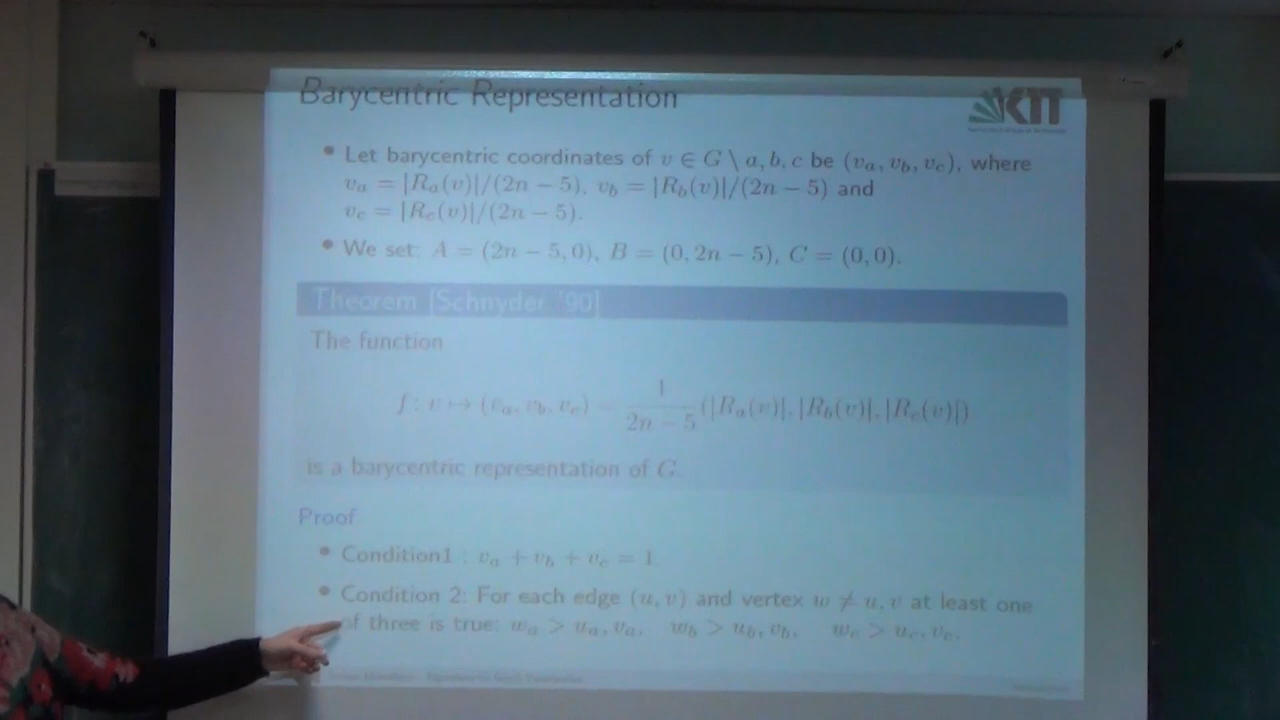 Barycentric Representation
KIT
• Let barycentric coordinates of v ∈ G \ a, b, c be (v_a, v_b, v_c), where
v_a = |R_a(v)|/(2n − 5), v_b = |R_b(v)|/(2n − 5) and
v_c = |R_c(v)|/(2n − 5).
• We set: A = (2n − 5, 0), B = (0, 2n − 5), C = (0, 0).
Theorem [Schnyder '90]
The function
f : v ↦ (v_a, v_b, v_c) = 1/(2n − 5) (|R_a(v)|, |R_b(v)|, |R_c(v)|)
is a barycentric representation of G.
Proof
• Condition1 : v_a + v_b + v_c = 1
• Condition 2: For each edge (u, v) and vertex w ≠ u, v at least one
of three is true: w_a > u_a, v_a, w_b > u_b, v_b, w_c > u_c, v_c.